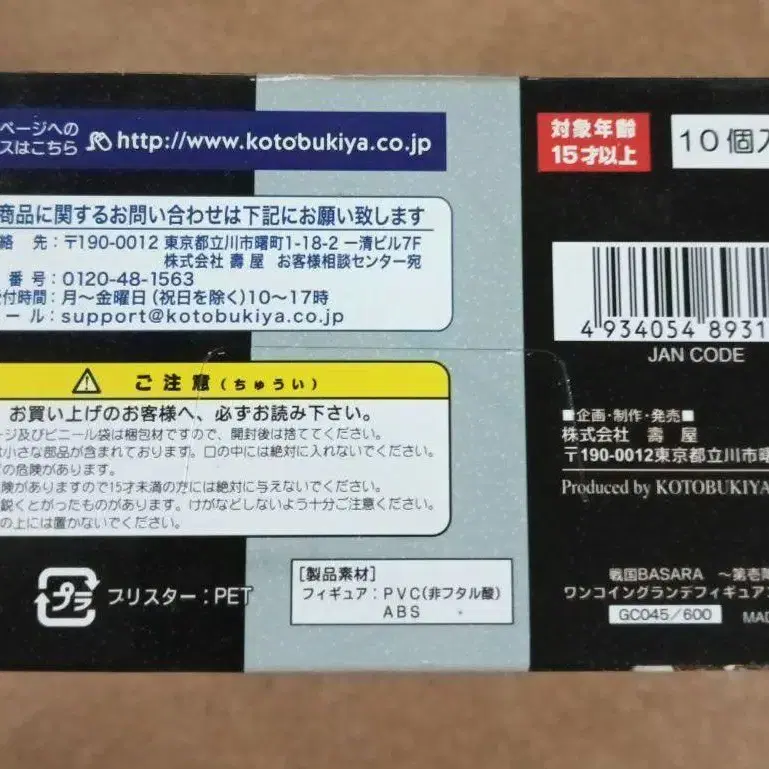 ページへの
スはこちら
http://www.kotobukiya.co.jp
商品に関するお問い合わせは下記にお願い致します
絡 先：〒190-0012 東京都立川市曙町1-18-2 一清ビル7F
株式会社 壽 屋 お客様相談センター宛
番 号：0120-48-1563
付時間：月～金曜日(祝日を除く)10～17時
ール：support@kotobukiya.co.jp
ご注意(ちゅうい)
お買い上げのお客様へ、必ずお読み下さい。
ージ及びビニール袋は梱包材ですので、開封後は捨ててください。
小さな部品が含まれております。口の中には絶対に入れないでください。
の危険があります。
険がありますので15才未満の方には絶対に与えないでください。
鋭くとがったものがあります。けがなどしないよう十分ご注意ください。
の上には置かないでください。
プラ
ブリスター：PET
[製品素材]
フィギュア：PVC(非フタル酸)
ABS
対象年齢
15才以上
10個入
4 934054 8931
JAN CODE
■企画・制作・発売■
株式会社 壽 屋
〒190-0012東京都立川市曙
Produced by KOTOBUKIYA
戦国BASARA ～第壱陣
ワンコイングランデフィギュア
GC045/600
MAD